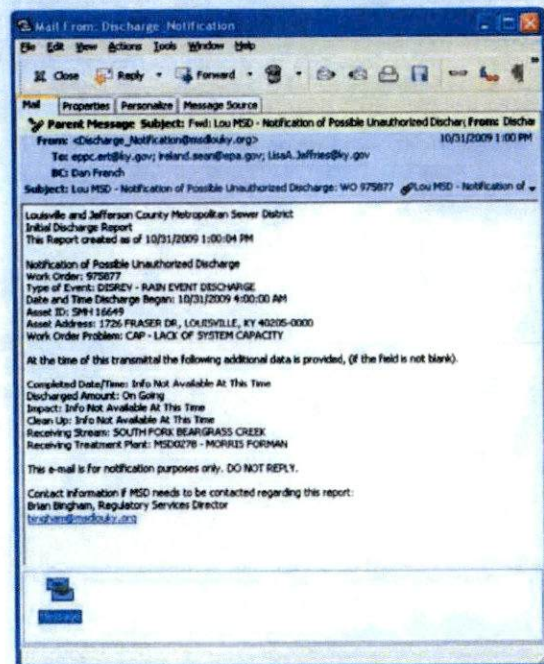 Mail From: Discharge_Notification
File Edit View Actions Tools Window Help
Close Reply Forward
Mail Properties Personalize Message Source
Parent Message Subject: Fwd: Lou MSD - Notification of Possible Unauthorized Dischar; From: Discha
From: <Discharge_Notification@msdlouky.org> 10/31/2009 1:00 PM
To: eppc.ert@ky.gov; ireland.sean@epa.gov; LisaA.Jeffries@ky.gov
BC: Dan French
Subject: Lou MSD - Notification of Possible Unauthorized Discharge: WO 975877 Lou MSD - Notification of
Louisville and Jefferson County Metropolitan Sewer District
Initial Discharge Report
This Report created as of 10/31/2009 1:00:04 PM
Notification of Possible Unauthorized Discharge
Work Order: 975877
Type of Event: DISREV - RAIN EVENT DISCHARGE
Date and Time Discharge Began: 10/31/2009 4:00:00 AM
Asset ID: SMH 16649
Asset Address: 1726 FRASER DR, LOUISVILLE, KY 40205-0000
Work Order Problem: CAP - LACK OF SYSTEM CAPACITY
At the time of this transmittal the following additional data is provided, (if the field is not blank).
Completed Date/Time: Info Not Available At This Time
Discharged Amount: On Going
Impact: Info Not Available At This Time
Clean Up: Info Not Available At This Time
Receiving Stream: SOUTH FORK BEARGRASS CREEK
Receiving Treatment Plant: MSD0278 - MORRIS FORMAN
This e-mail is for notification purposes only. DO NOT REPLY.
Contact information if MSD needs to be contacted regarding this report:
Brian Bingham, Regulatory Services Director
bingham@msdlouky.org
Message